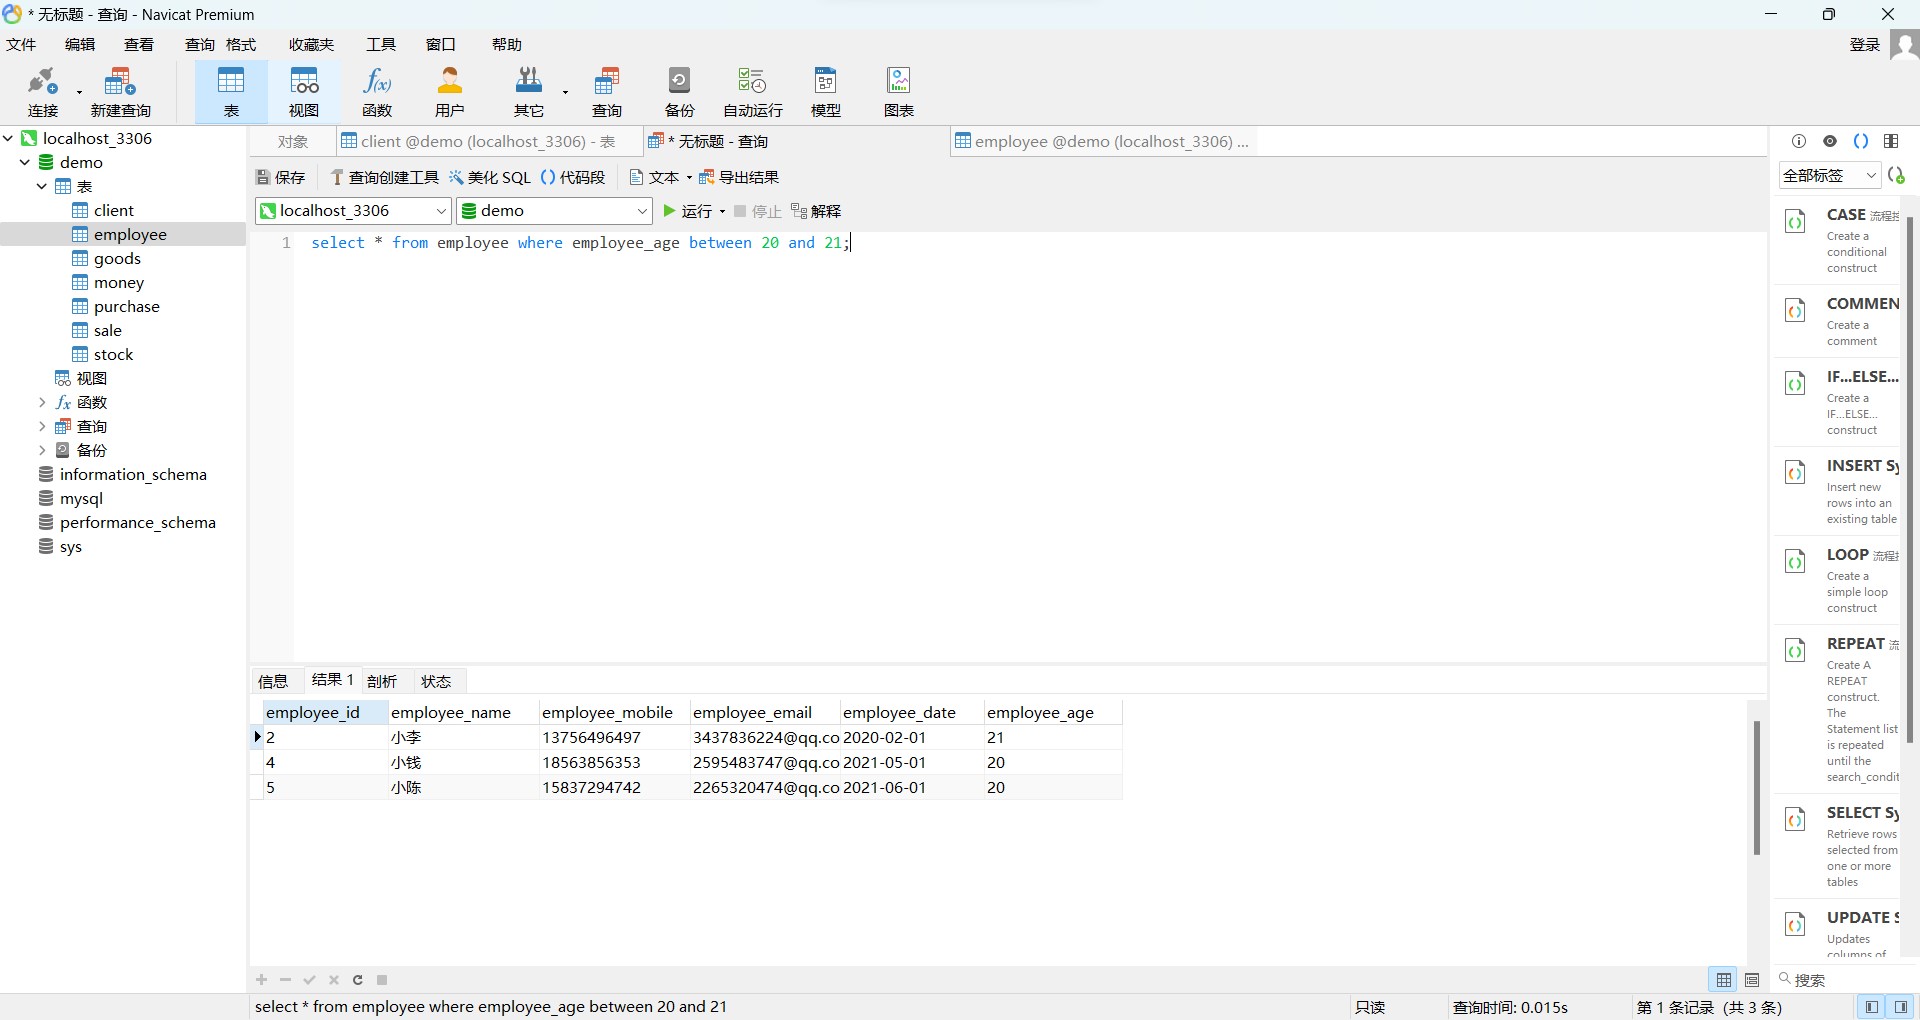 * 无标题 - 查询 - Navicat Premium
文件 编辑 查看 查询 格式 收藏夹 工具 窗口 帮助 登录
连接 新建查询 表 视图 函数 用户 其它 查询 备份 自动运行 模型 图表
localhost_3306
demo
表
client
employee
goods
money
purchase
sale
stock
视图
函数
查询
备份
information_schema
mysql
performance_schema
sys
对象 client @demo (localhost_3306) - 表 * 无标题 - 查询 employee @demo (localhost_3306) ...
保存 查询创建工具 美化 SQL 代码段 文本 导出结果
localhost_3306 demo 运行 停止 解释
1 select * from employee where employee_age between 20 and 21;
信息 结果 1 剖析 状态
employee_id employee_name employee_mobile employee_email employee_date employee_age
2 小李 13756496497 3437836224@qq.co 2020-02-01 21
4 小钱 18563856353 2595483747@qq.co 2021-05-01 20
5 小陈 15837294742 2265320474@qq.co 2021-06-01 20
全部标签
CASE 流程控
Create a
conditional
construct
COMMEN
Create a
comment
IF...ELSE...
Create a
IF...ELSE...
construct
INSERT Sy
Insert new
rows into an
existing table
LOOP 流程
Create a
simple loop
construct
REPEAT 流
Create A
REPEAT
construct.
The
Statement list
is repeated
until the
search_condit
SELECT Sy
Retrieve rows
selected from
one or more
tables
UPDATE S
Updates
columns of
搜索
select * from employee where employee_age between 20 and 21 只读 查询时间: 0.015s 第 1 条记录 (共 3 条)